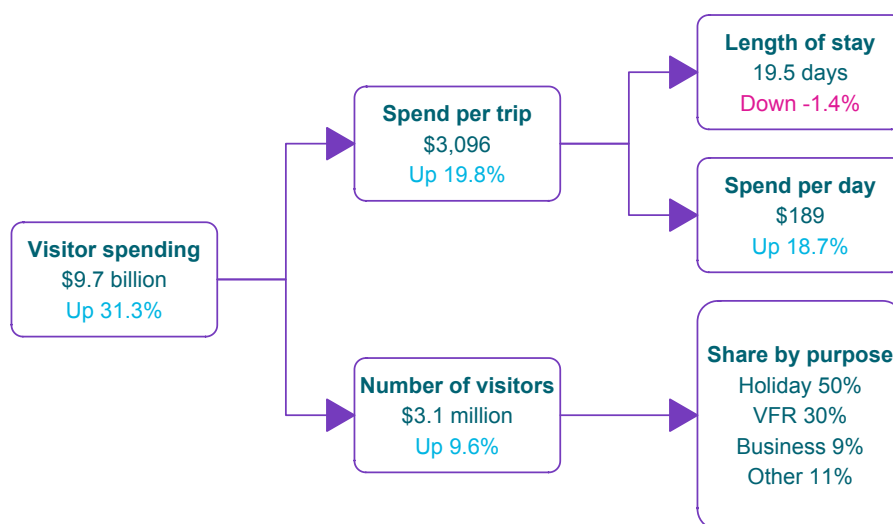 Visitor spending
$9.7 billion
Up 31.3%
Spend per trip
$3,096
Up 19.8%
Length of stay
19.5 days
Down -1.4%
Spend per day
$189
Up 18.7%
Number of visitors
$3.1 million
Up 9.6%
Share by purpose
Holiday 50%
VFR 30%
Business 9%
Other 11%